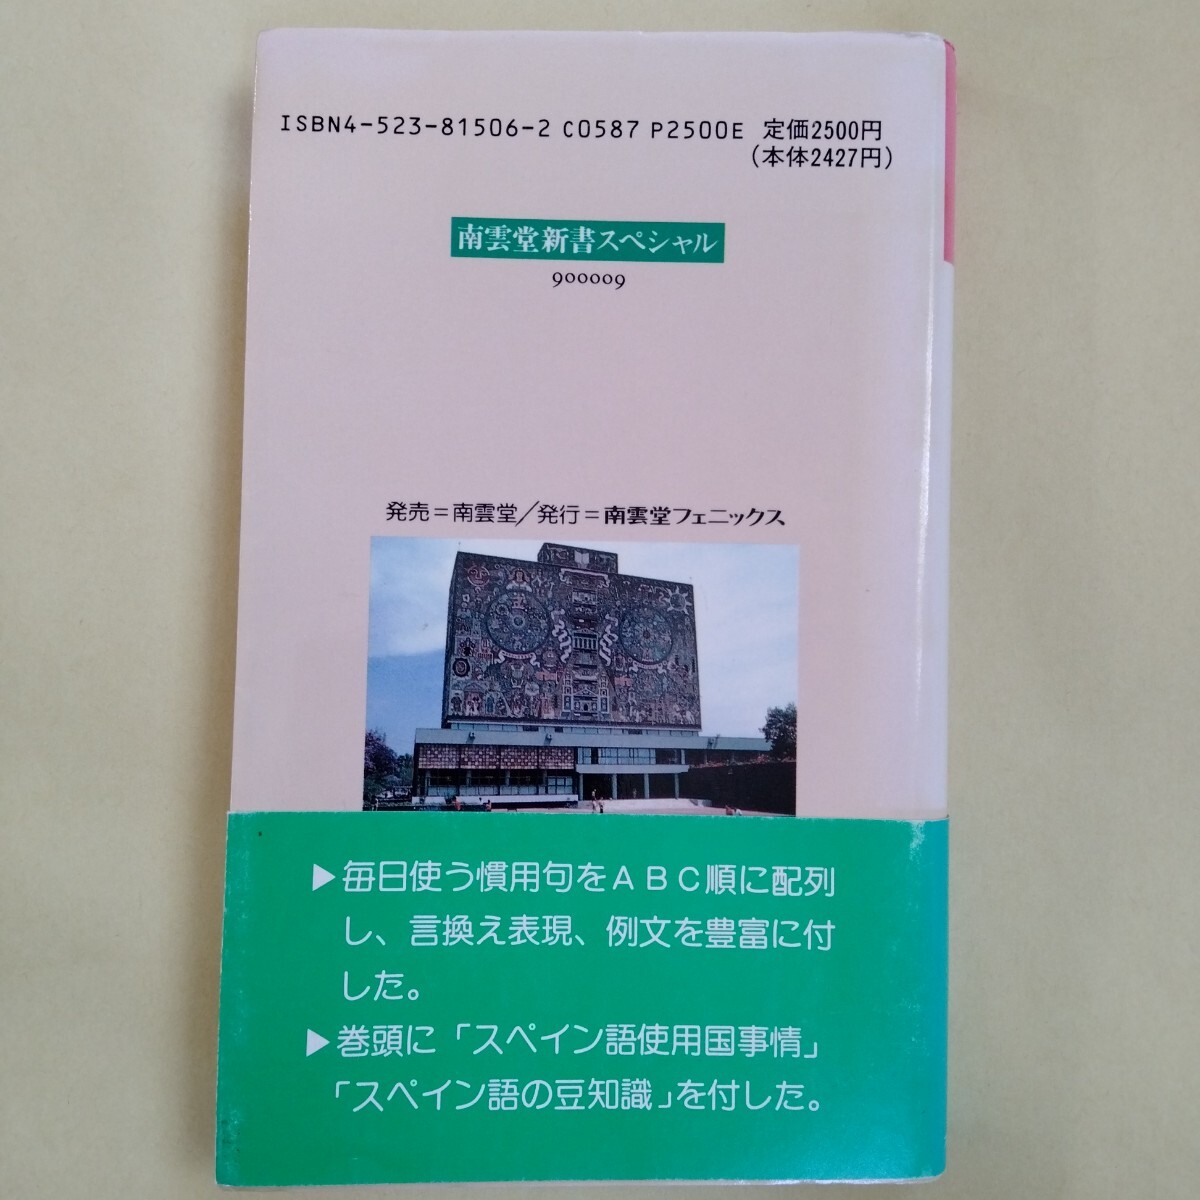 ISBN4-523-81506-2 C0587 P2500E 定価2500円
(本体2427円)
南雲堂新書スペシャル
900009
発売=南雲堂/発行=南雲堂フェニックス
▶毎日使う慣用句をABC順に配列
し、言換え表現、例文を豊富に付
した。
▶巻頭に「スペイン語使用国事情」
「スペイン語の豆知識」を付した。